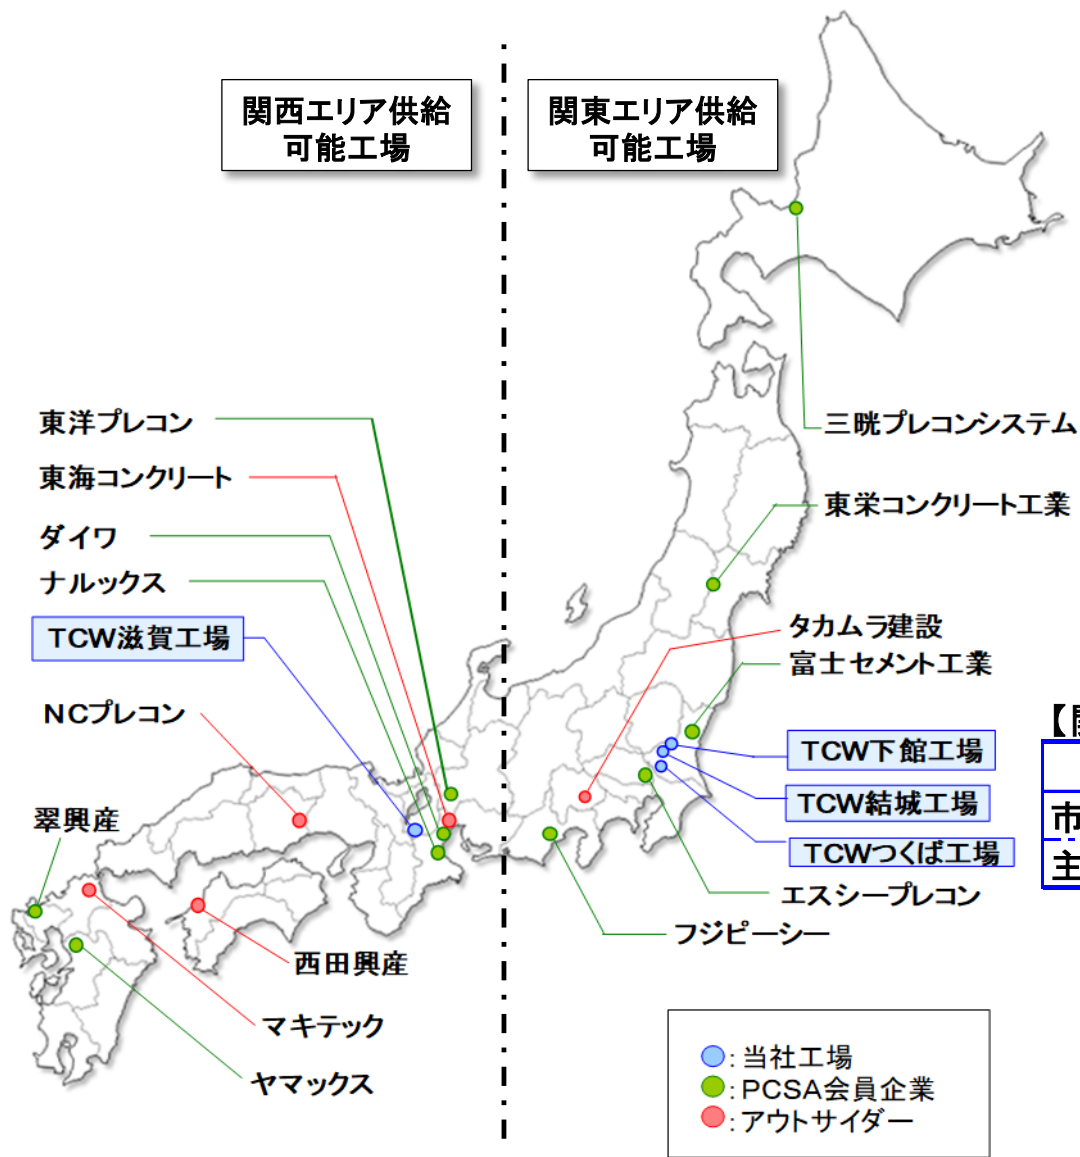 関西エリア供給
可能工場
関東エリア供給
可能工場
三晄プレコンシステム
東洋プレコン
東海コンクリート
東栄コンクリート工業
ダイワ
ナルックス
TCW滋賀工場
タカムラ建設
富士セメント工業
NCプレコン
【関
TCW下館工場
TCW結城工場
市
翠興産
TCWつくば工場
主
エスシープレコン
フジピーシー
西田興産
マキテック
ヤマックス
：当社工場
：PCSA会員企業
：アウトサイダー